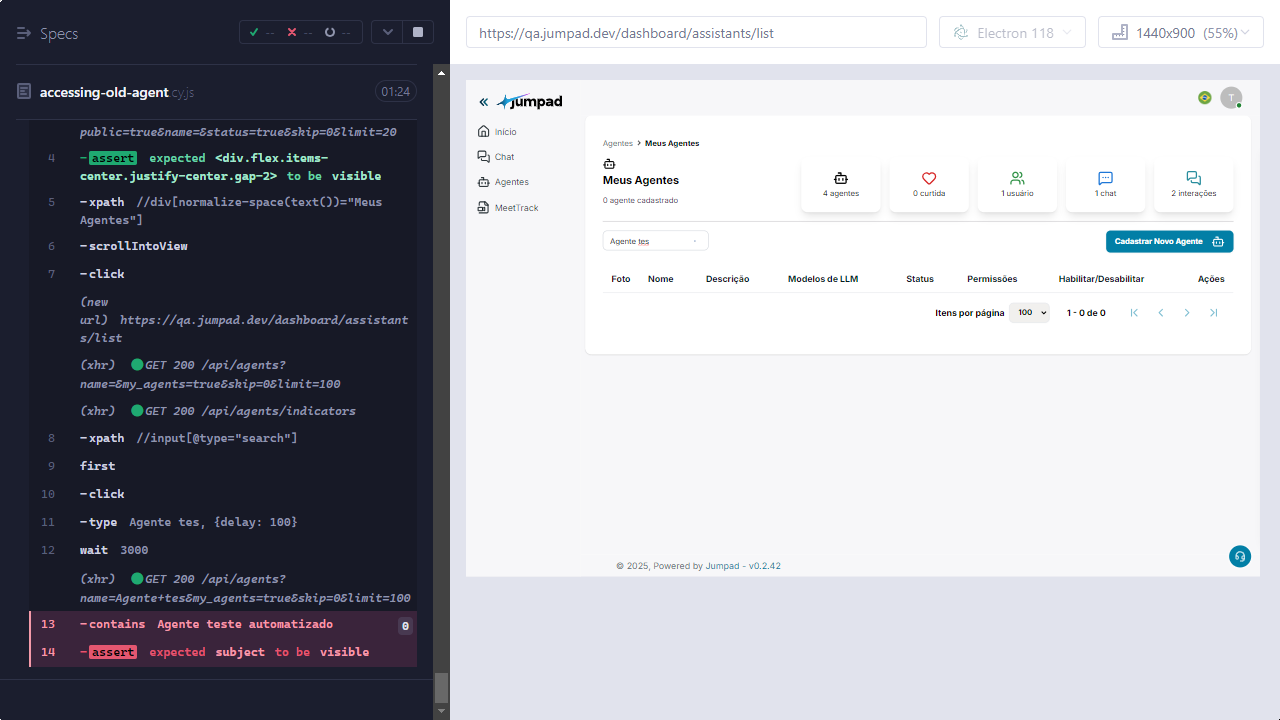 Specs
-- -- --
accessing-old-agent.cy.js
01:24
public=true&name=&status=true&skip=0&limit=20
4 -assert expected <div.flex.items-
center.justify-center.gap-2> to be visible
5 -xpath //div[normalize-space(text())="Meus
Agentes"]
6 -scrollIntoView
7 -click
(new
url) https://qa.jumpad.dev/dashboard/assistant
s/list
(xhr) GET 200 /api/agents?
name=&my_agents=true&skip=0&limit=100
(xhr) GET 200 /api/agents/indicators
8 -xpath //input[@type="search"]
9 first
10 -click
11 -type Agente tes, {delay: 100}
12 wait 3000
(xhr) GET 200 /api/agents?
name=Agente+tes&my_agents=true&skip=0&limit=100
13 -contains Agente teste automatizado 0
14 -assert expected subject to be visible
https://qa.jumpad.dev/dashboard/assistants/list
Electron 118
1440x900 (55%)
jumpad
T
Início
Chat
Agentes
MeetTrack
Agentes > Meus Agentes
Meus Agentes
0 agente cadastrado
4 agentes
0 curtida
1 usuário
1 chat
2 interações
Agente tes
Cadastrar Novo Agente
Foto Nome Descrição Modelos de LLM Status Permissões Habilitar/Desabilitar Ações
Itens por página 100 1 - 0 de 0
© 2025, Powered by Jumpad - v0.2.42